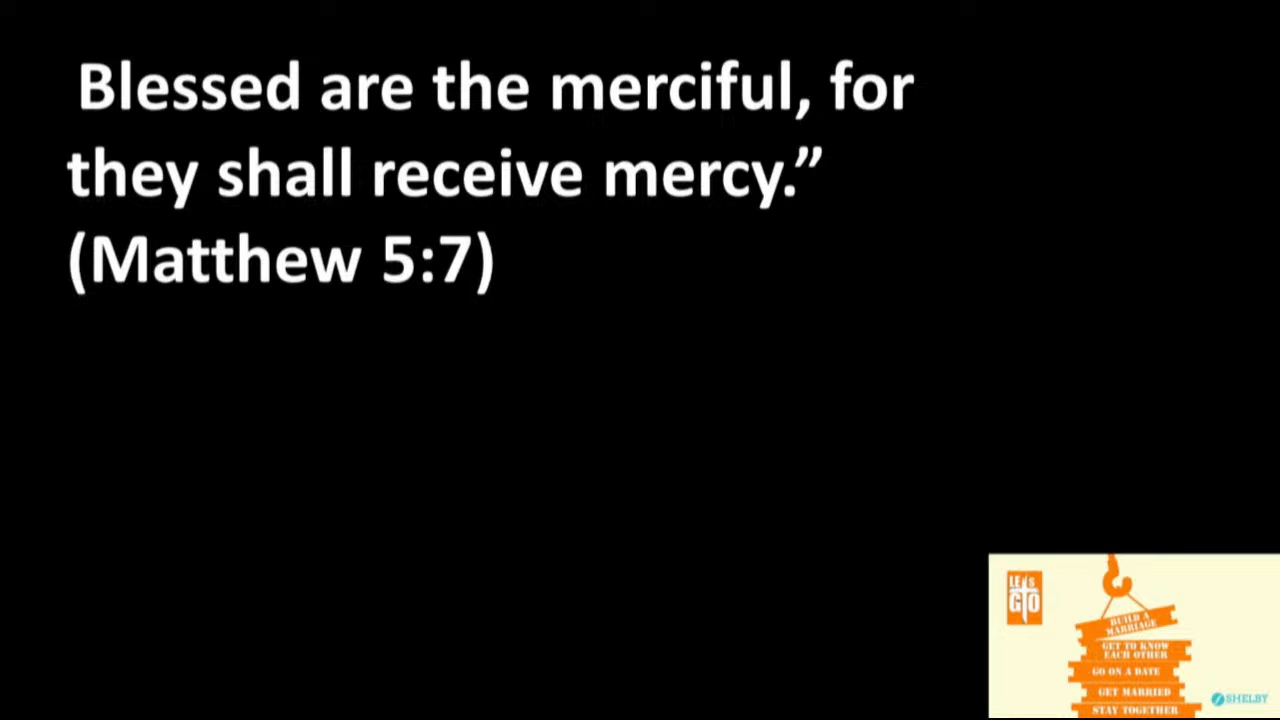 Blessed are the merciful, for
they shall receive mercy.”
(Matthew 5:7)
LET'S
GO
BUILD A
MARRIAGE
GET TO KNOW
EACH OTHER
GO ON A DATE
GET MARRIED
STAY TOGETHER
SHELBY